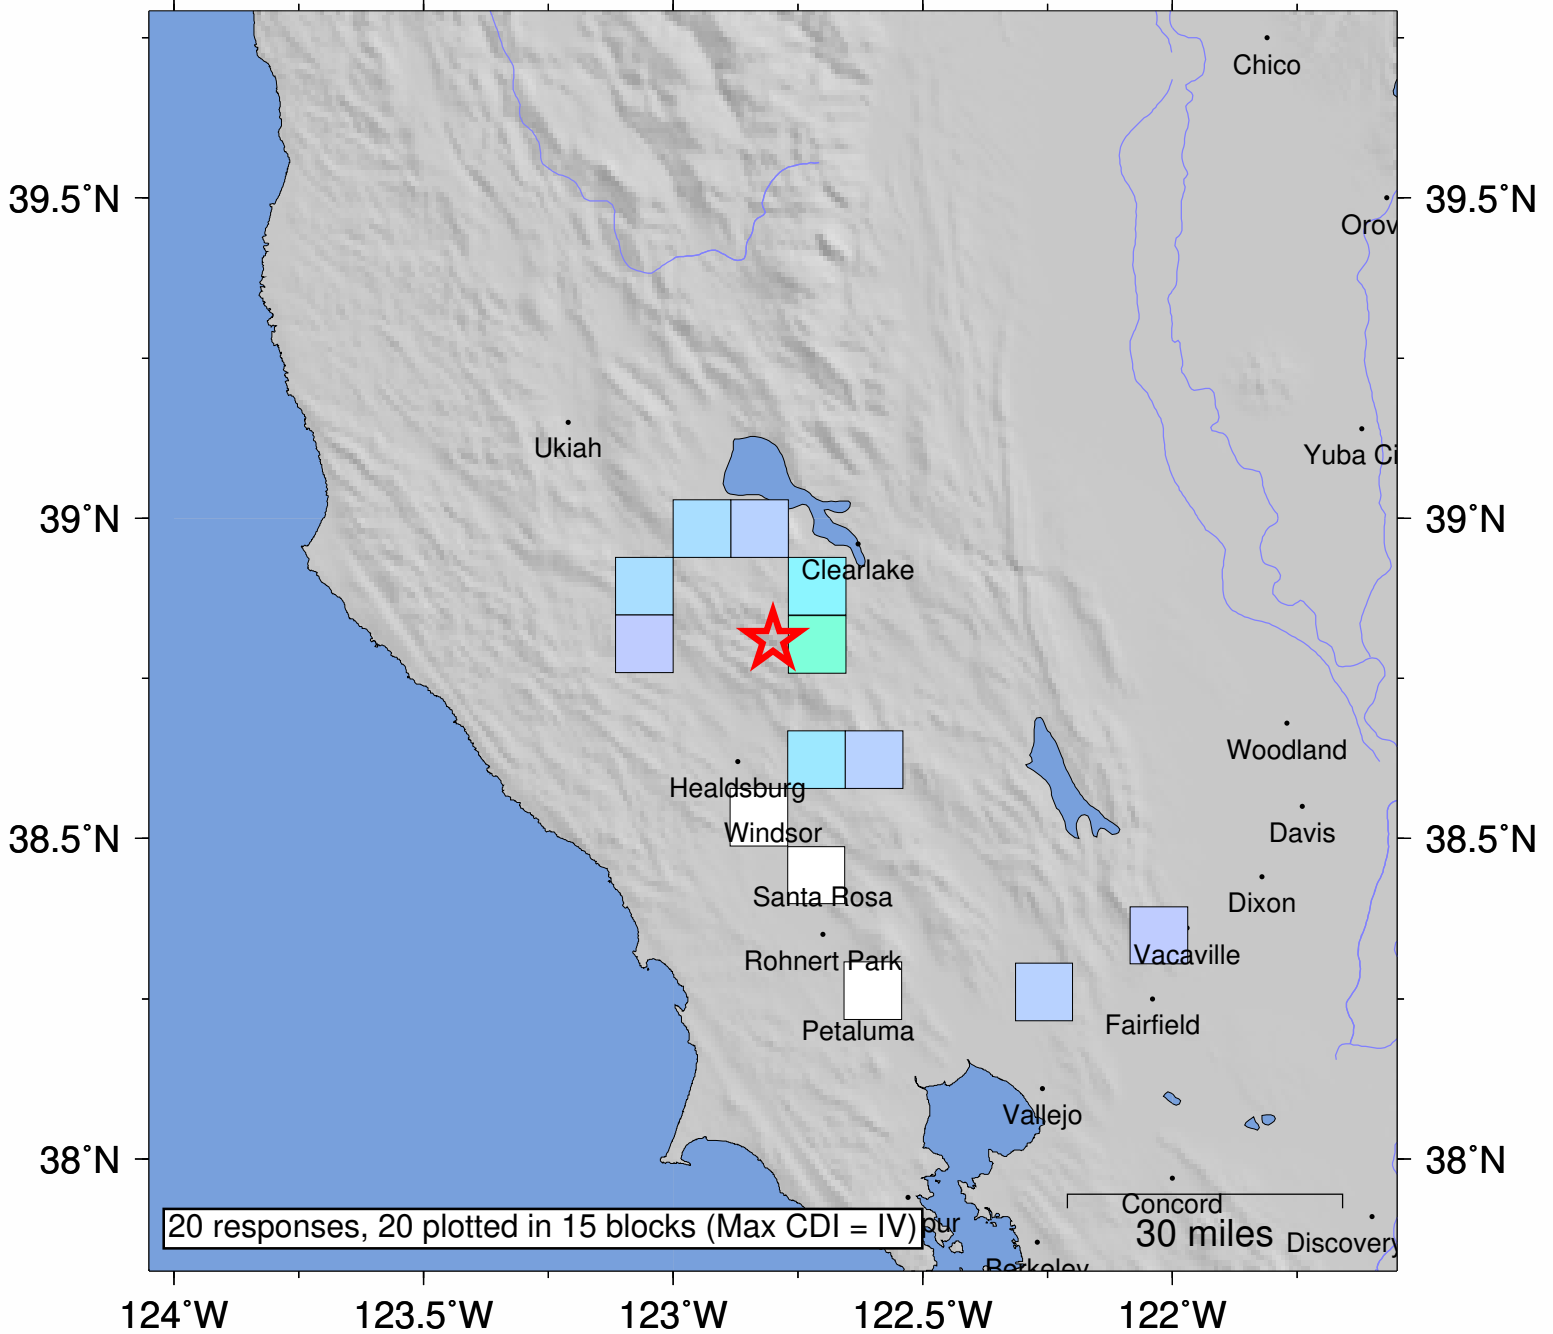 Chico
39.5°N
39.5°N
Orov
Ukiah
Yuba Ci
39°N
39°N
Clearlake
Woodland
Healdsburg
Windsor
Davis
38.5°N
38.5°N
Santa Rosa
Dixon
Rohnert Park
Vacaville
Petaluma
Fairfield
Vallejo
38°N
38°N
Concord
20 responses, 20 plotted in 15 blocks (Max CDI = IV)
pur
30 miles
Discovery
Berkeley
124°W
123.5°W
123°W
122.5°W
122°W